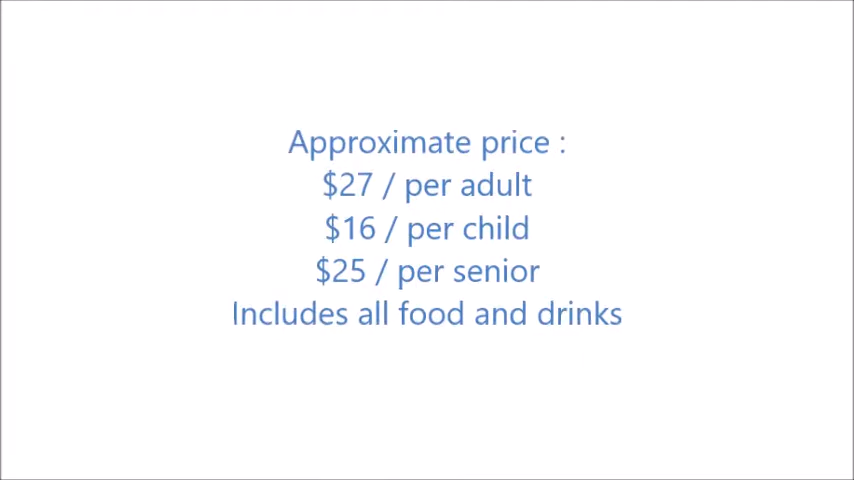 Approximate price :
$27 / per adult
$16 / per child
$25 / per senior
Includes all food and drinks